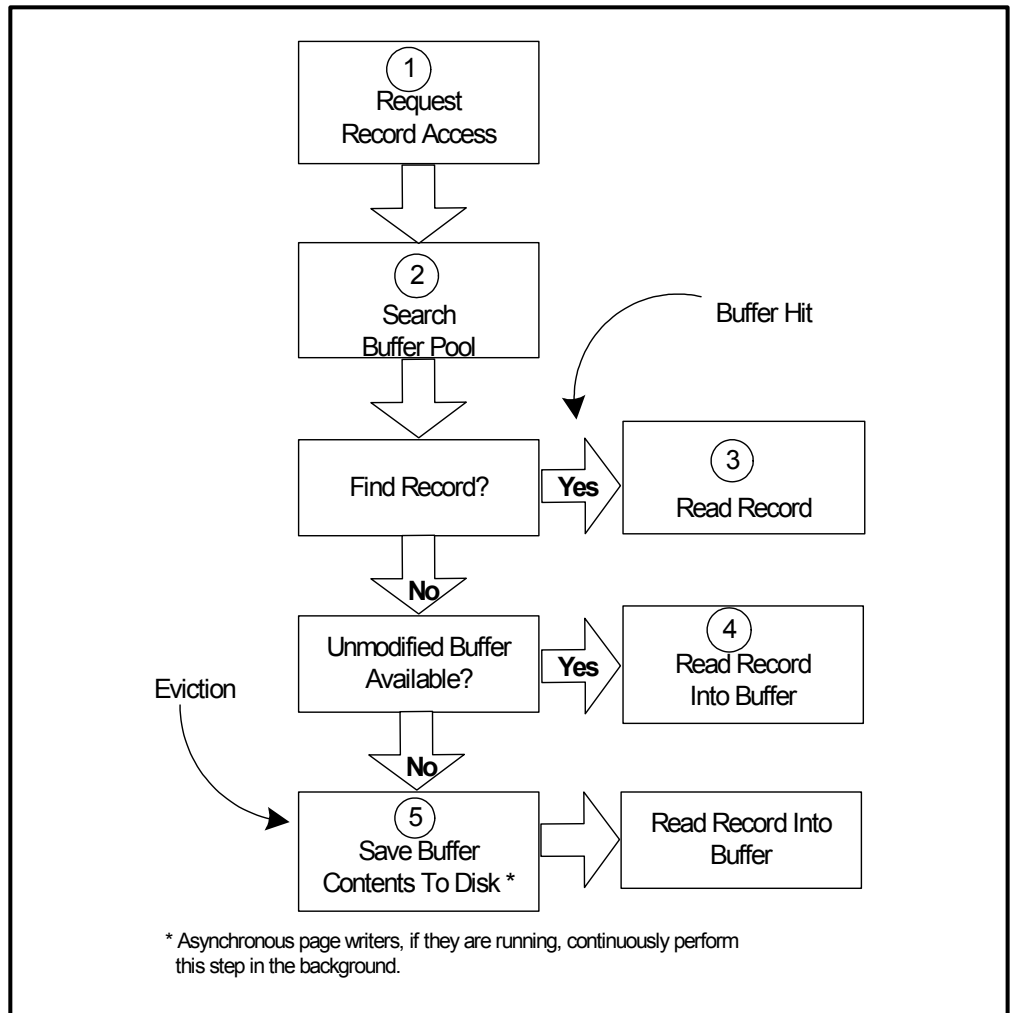 1
Request
Record Access
2
Search
Buffer Pool
Buffer Hit
Find Record?
Yes
3
Read Record
No
Unmodified Buffer
Available?
Yes
4
Read Record
Into Buffer
Eviction
No
5
Save Buffer
Contents To Disk *
Read Record Into
Buffer
* Asynchronous page writers, if they are running, continuously perform
this step in the background.